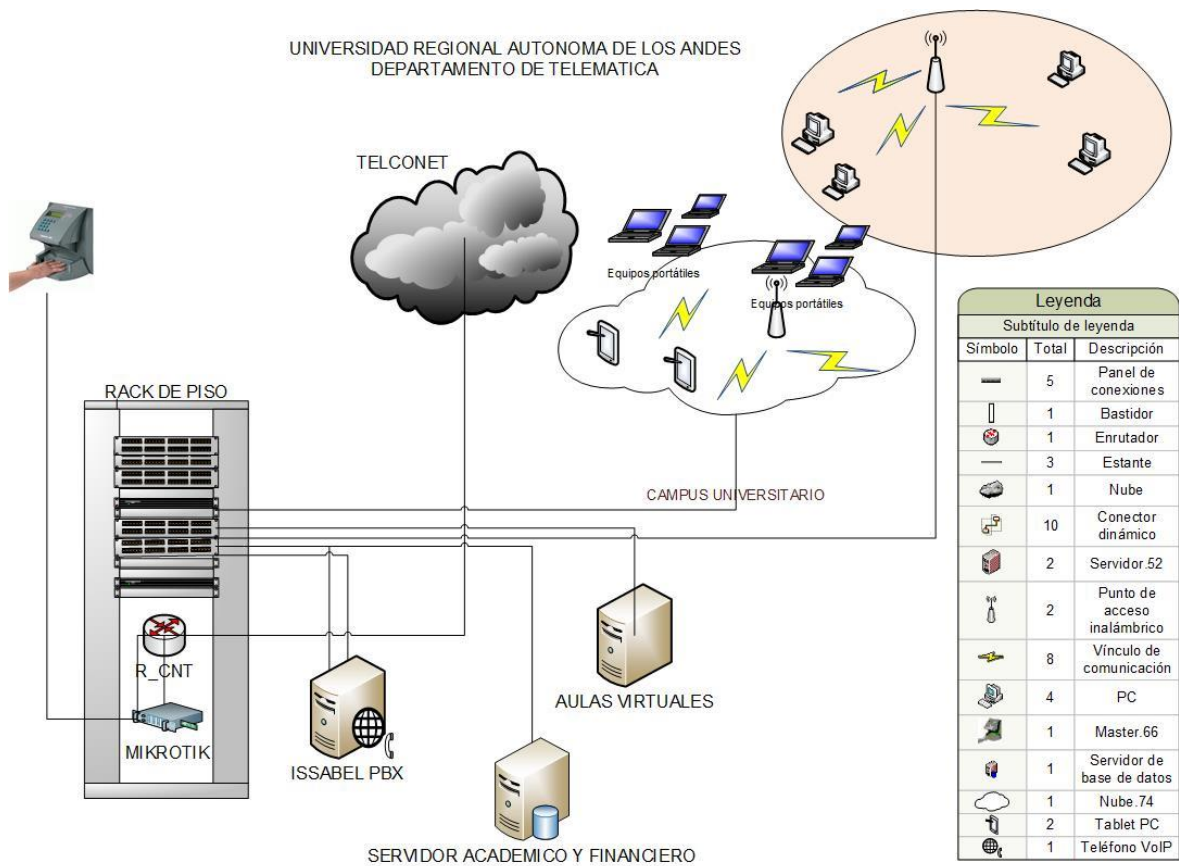 UNIVERSIDAD REGIONAL AUTONOMA DE LOS ANDES
DEPARTAMENTO DE TELEMATICA
TELCONET
Equipos portátiles
Equipos portátiles
RACK DE PISO
CAMPUS UNIVERSITARIO
R_CNT
MIKROTIK
ISSABEL PBX
AULAS VIRTUALES
SERVIDOR ACADEMICO Y FINANCIERO
Leyenda
Subtítulo de leyenda
Símbolo Total Descripción
5 Panel de
conexiones
1 Bastidor
1 Enrutador
3 Estante
1 Nube
10 Conector
dinámico
2 Servidor.52
2 Punto de
acceso
inalámbrico
8 Vínculo de
comunicación
4 PC
1 Master.66
1 Servidor de
base de datos
1 Nube.74
2 Tablet PC
1 Teléfono VoIP